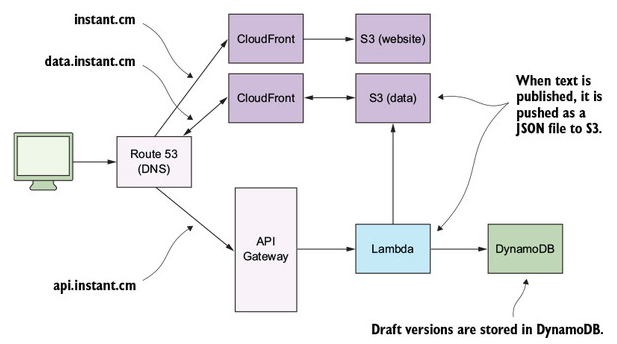 instant.cm
data.instant.cm
CloudFront
S3 (website)
CloudFront
S3 (data)
When text is
published, it is
pushed as a
JSON file to S3.
Route 53
(DNS)
API
Gateway
Lambda
DynamoDB
api.instant.cm
Draft versions are stored in DynamoDB.